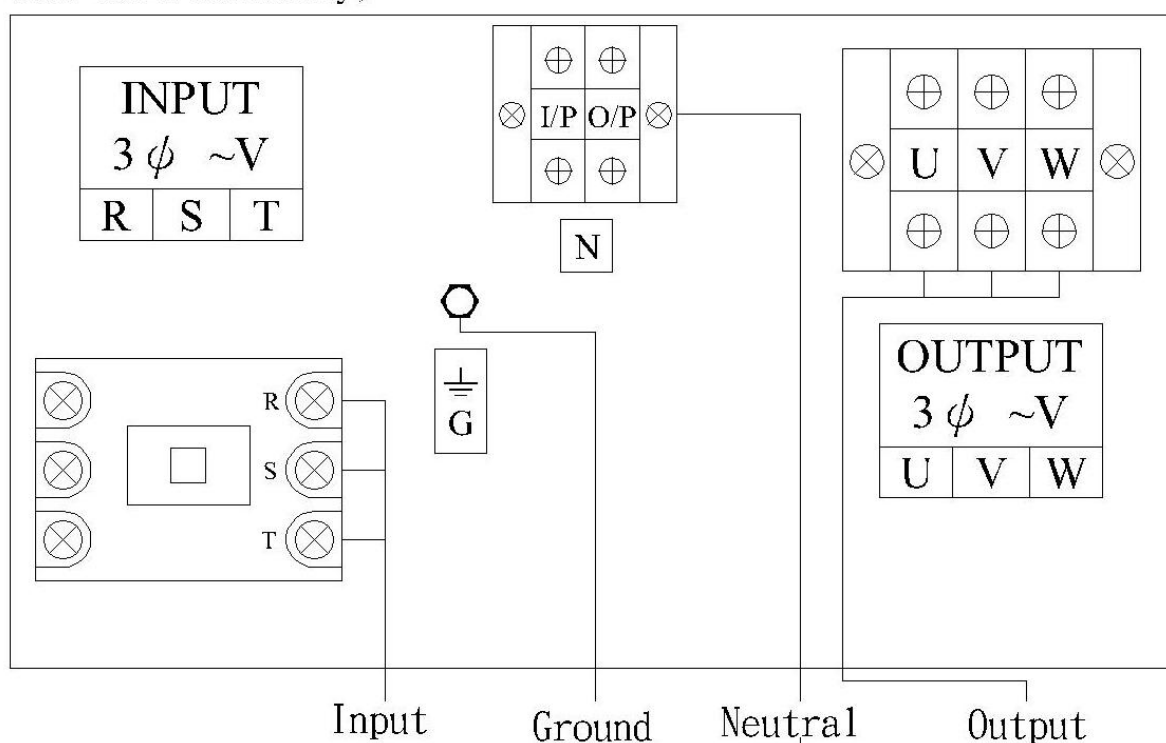 INPUT
3 ϕ ~V
R S T
I/P O/P
N
U V W
G
R
S
T
OUTPUT
3 ϕ ~V
U V W
Input Ground Neutral Output